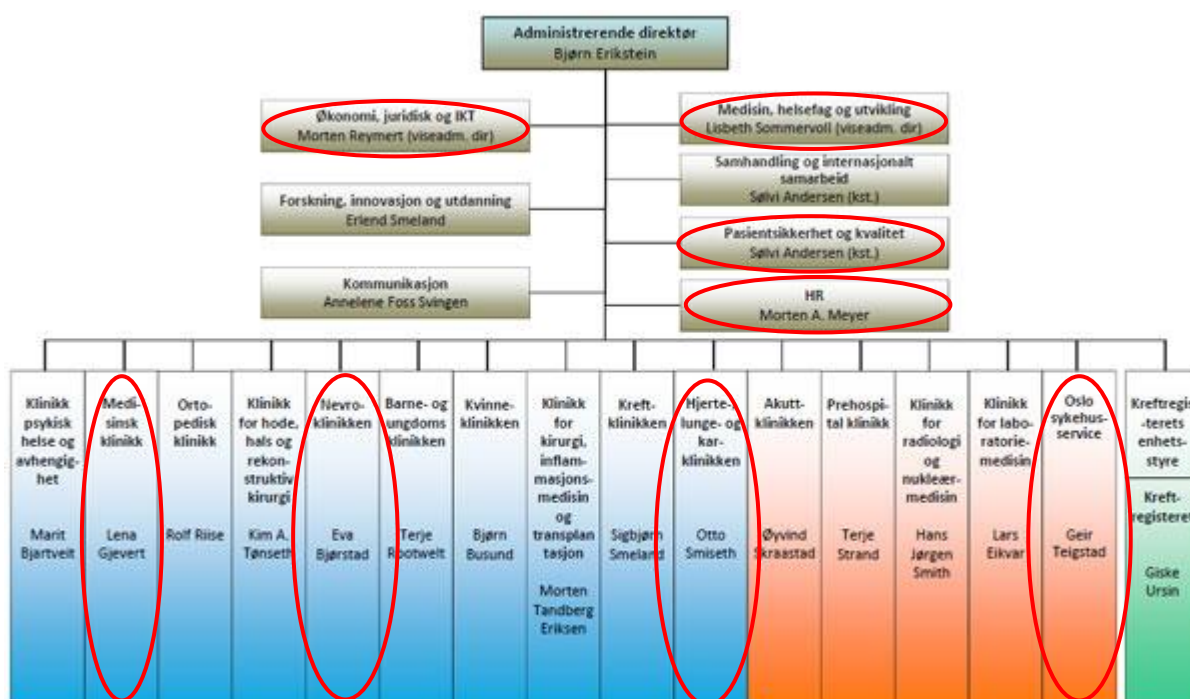 Administrerende direktør
Bjørn Erikstein
Økonomi, juridisk og IKT
Morten Reymert (viseadm. dir)
Medisin, helsefag og utvikling
Lisbeth Sommervoll (viseadm. dir)
Samhandling og internasjonalt
samarbeid
Sølvi Andersen (kst.)
Forskning, innovasjon og utdanning
Erlend Smeland
Pasientsikkerhet og kvalitet
Sølvi Andersen (kst.)
Kommunikasjon
Annelene Foss Svingen
HR
Morten A. Meyer
Klinikk
psykisk
helse og
avhengig-
het
Marit
Bjartveit
Medi-
sinsk
klinikk
Lena
Gjevert
Orto-
pedisk
klinikk
Rolf Riise
Klinikk
for hode,
hals og
rekon-
struktiv
kirurgi
Kim A.
Tønseth
Nevro-
klinikken
Eva
Bjørstad
Barne- og
ungdoms
klinikken
Terje
Rootwelt
Kvinne-
klinikken
Bjørn
Busund
Klinikk
for
kirurgi,
inflam-
masjons-
medisin
og
transplan
tasjon
Morten
Tandberg
Eriksen
Kreft-
klinikken
Sigbjørn
Smeland
Hjerte-,
lunge- og
kar-
klinikken
Otto
Smiseth
Akutt-
klinikken
Øyvind
Skraastad
Prehospi-
tal klinikk
Terje
Strand
Klinikk
for
radiologi
og
nukleær-
medisin
Hans
Jørgen
Smith
Klinikk
for labo-
ratorie-
medisin
Lars
Eikvar
Oslo
sykehus-
service
Geir
Teigstad
Kreftregis
-terets
enhets-
styre
Kreft-
registeret
Giske
Ursin